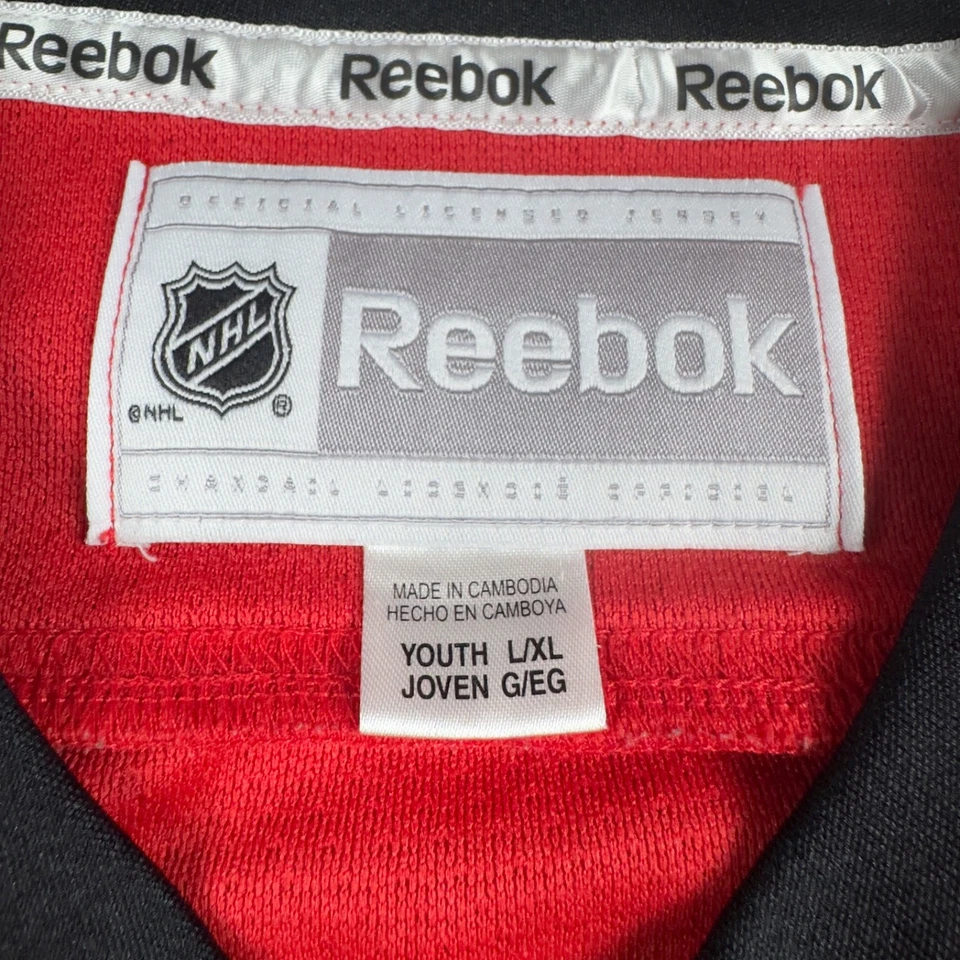 Reebok Reebok Reebok
OFFICIAL LICENSED JERSEY
NHL
Reebok
©NHL ®
MADE IN CAMBODIA
HECHO EN CAMBOYA
YOUTH L/XL
JOVEN G/EG